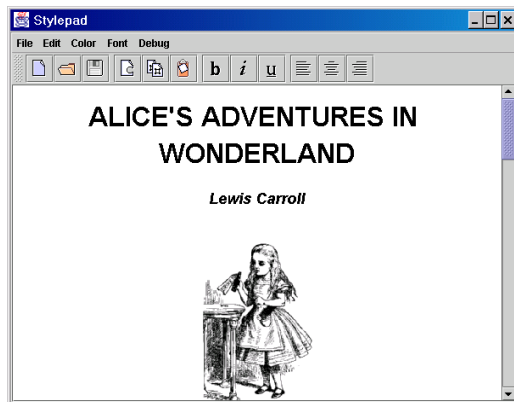 Stylepad
File Edit Color Font Debug
b i u
ALICE'S ADVENTURES IN
WONDERLAND
Lewis Carroll